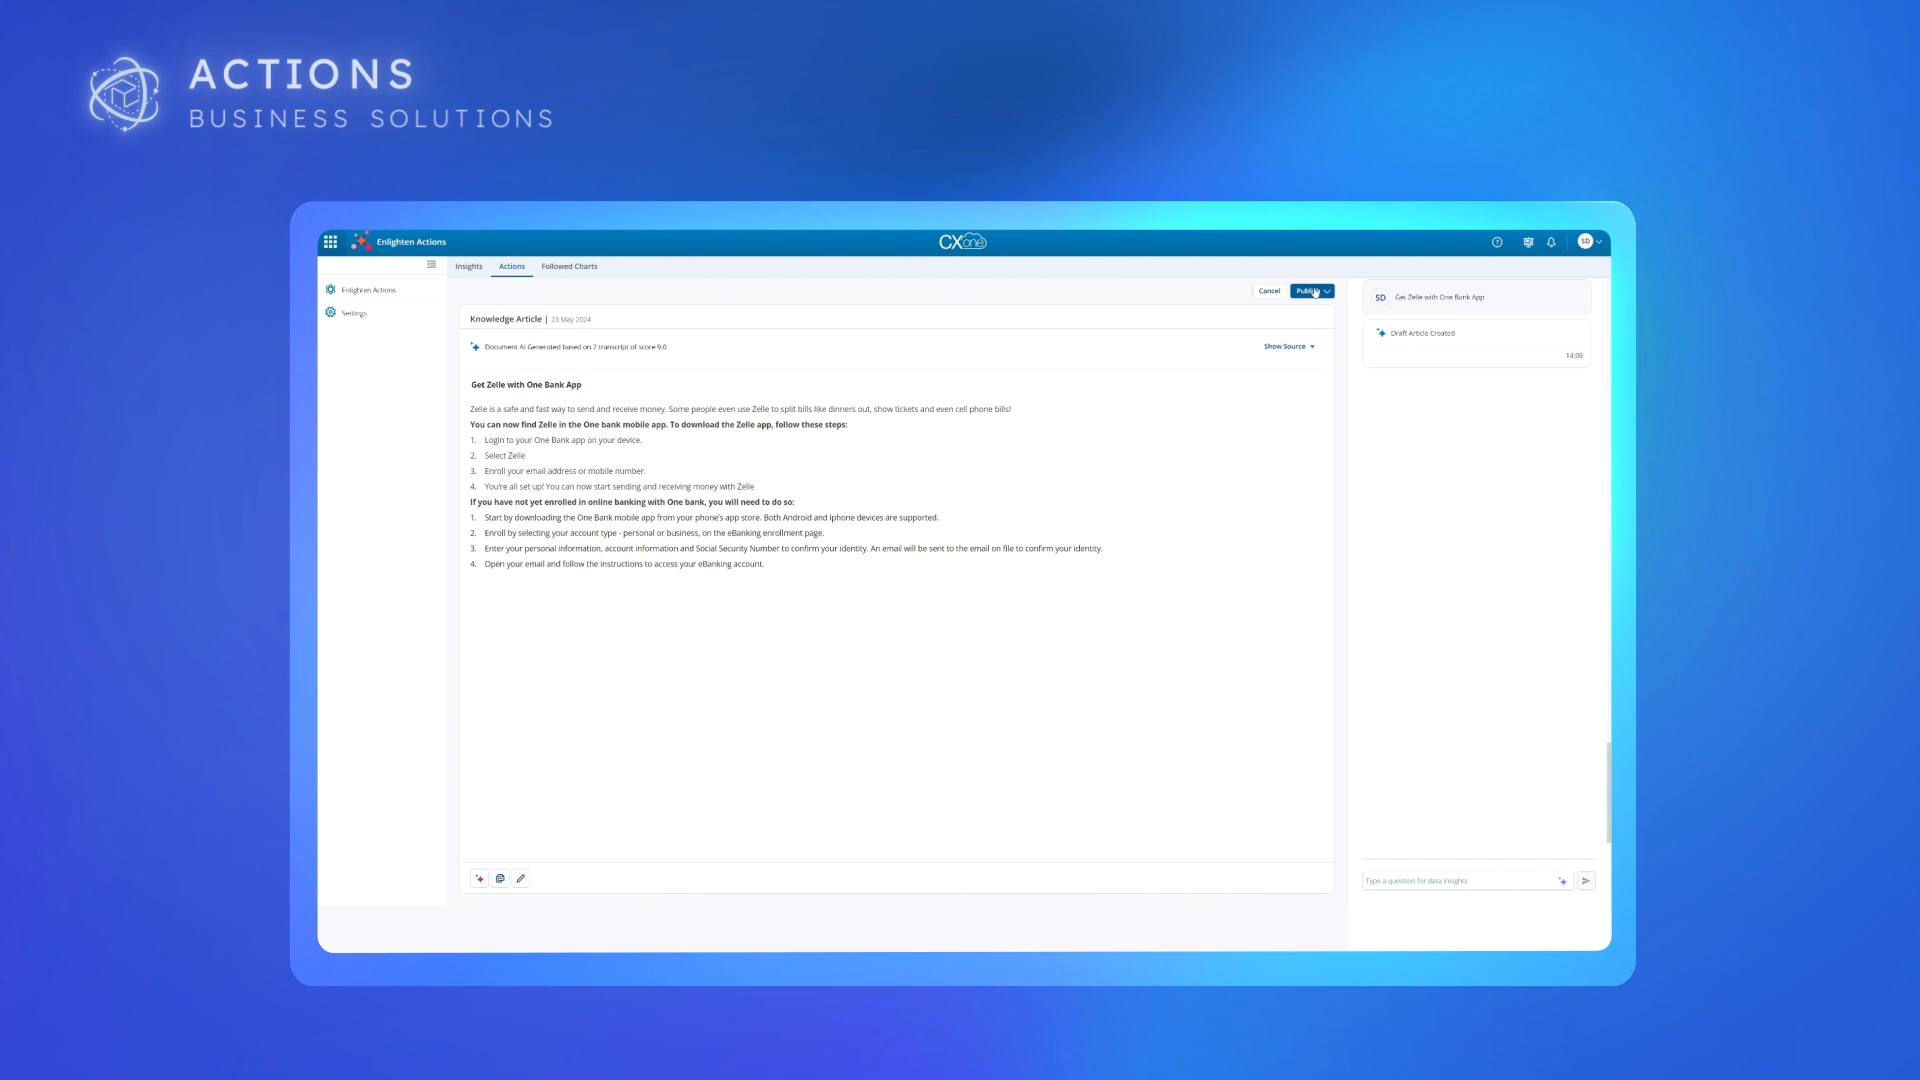 ACTIONS
BUSINESS SOLUTIONS
Enlighten Actions
CXone
SD
Insights Actions Followed Charts
Enlighten Actions
Settings
Cancel Publish
Knowledge Article | 23 May 2024
Document AI Generated based on 2 transcript of score 9.0
Show Source
Get Zelle with One Bank App
Zelle is a safe and fast way to send and receive money. Some people even use Zelle to split bills like dinners out, show tickets and even cell phone bills!
You can now find Zelle in the One bank mobile app. To download the Zelle app, follow these steps:
1. Login to your One Bank app on your device.
2. Select Zelle
3. Enroll your email address or mobile number.
4. You're all set up! You can now start sending and receiving money with Zelle
If you have not yet enrolled in online banking with One bank, you will need to do so:
1. Start by downloading the One Bank mobile app from your phone's app store. Both Android and iphone devices are supported.
2. Enroll by selecting your account type - personal or business, on the eBanking enrollment page.
3. Enter your personal information, account information and Social Security Number to confirm your identity. An email will be sent to the email on file to confirm your identity.
4. Open your email and follow the instructions to access your eBanking account.
SD Get Zelle with One Bank App
Draft Article Created
14:09
Type a question for data insights